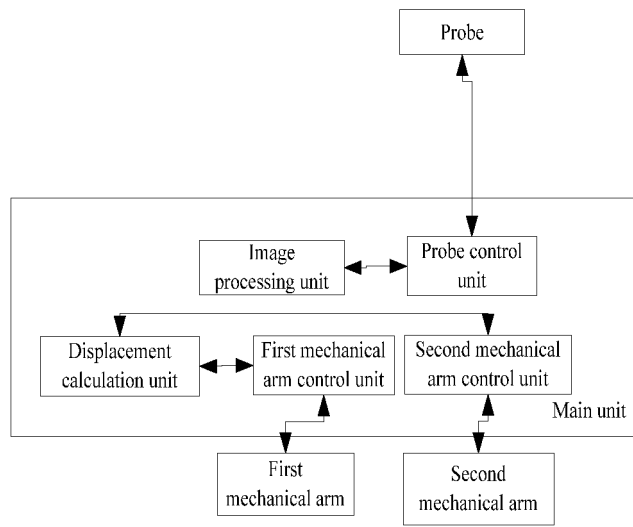 Probe
Image
processing unit
Probe control
unit
Displacement
calculation unit
First mechanical
arm control unit
Second mechanical
arm control unit
Main unit
First
mechanical arm
Second
mechanical arm